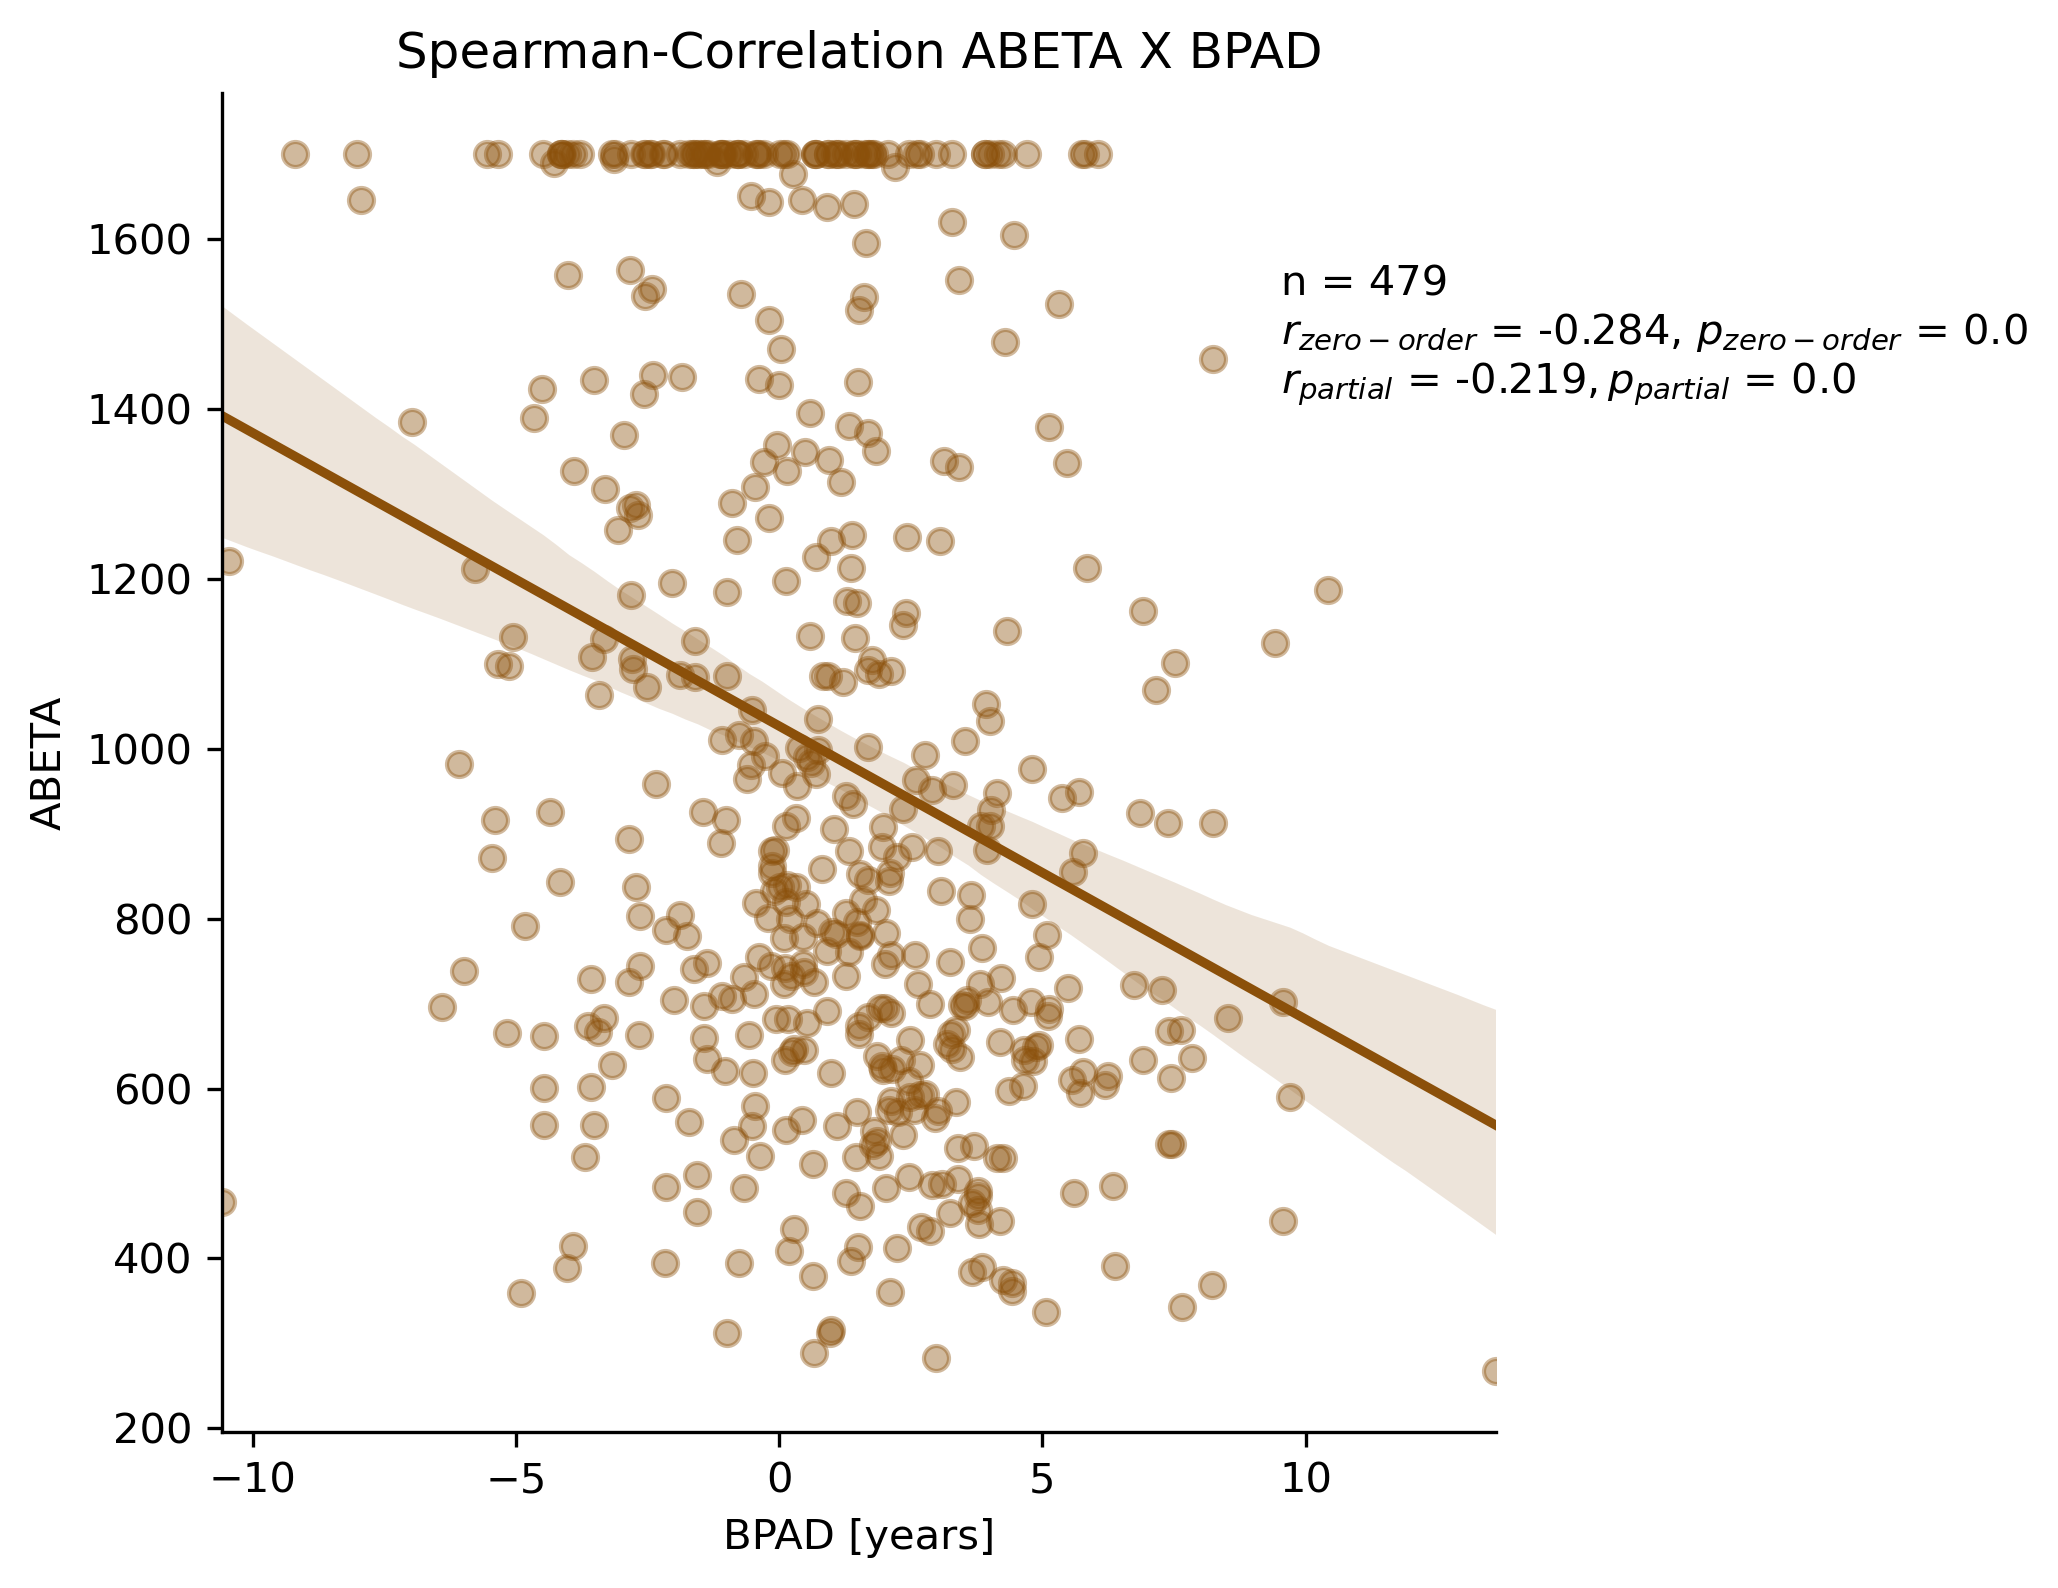 Spearman-Correlation ABETA X BPAD
1600
1400
1200
1000
800
600
400
200
ABETA
n = 479
r_zero−order = -0.284, p_zero−order = 0.0
r_partial = -0.219, p_partial = 0.0
−10 −5 0 5 10
BPAD [years]